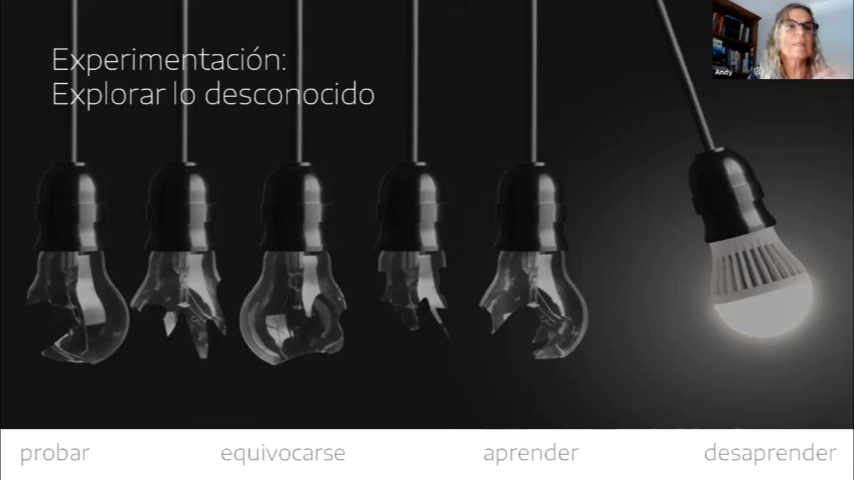 Experimentación:
Explorar lo desconocido
Andy
probar equivocarse aprender desaprender